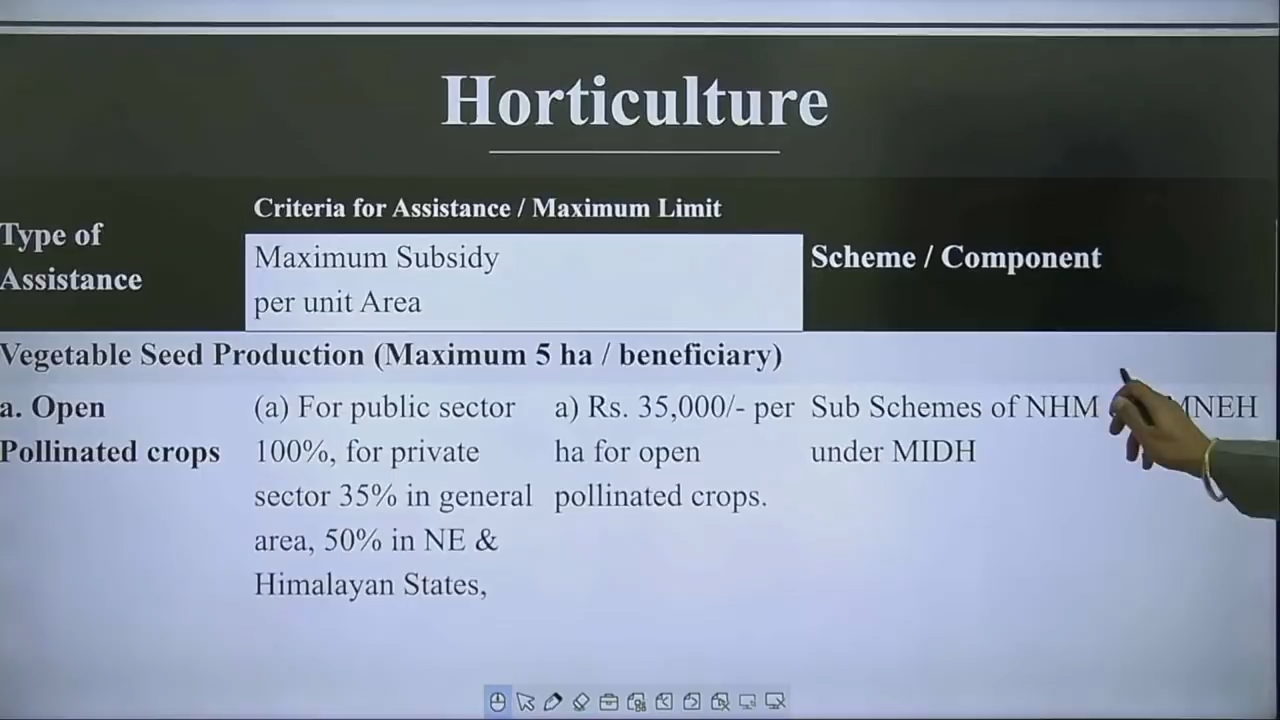 Horticulture
Type of
Assistance
Criteria for Assistance / Maximum Limit
Maximum Subsidy
per unit Area
Scheme / Component
Vegetable Seed Production (Maximum 5 ha / beneficiary)
a. Open
Pollinated crops
(a) For public sector
100%, for private
sector 35% in general
area, 50% in NE &
Himalayan States,
a) Rs. 35,000/- per
ha for open
pollinated crops.
Sub Schemes of NHM MNEH
under MIDH